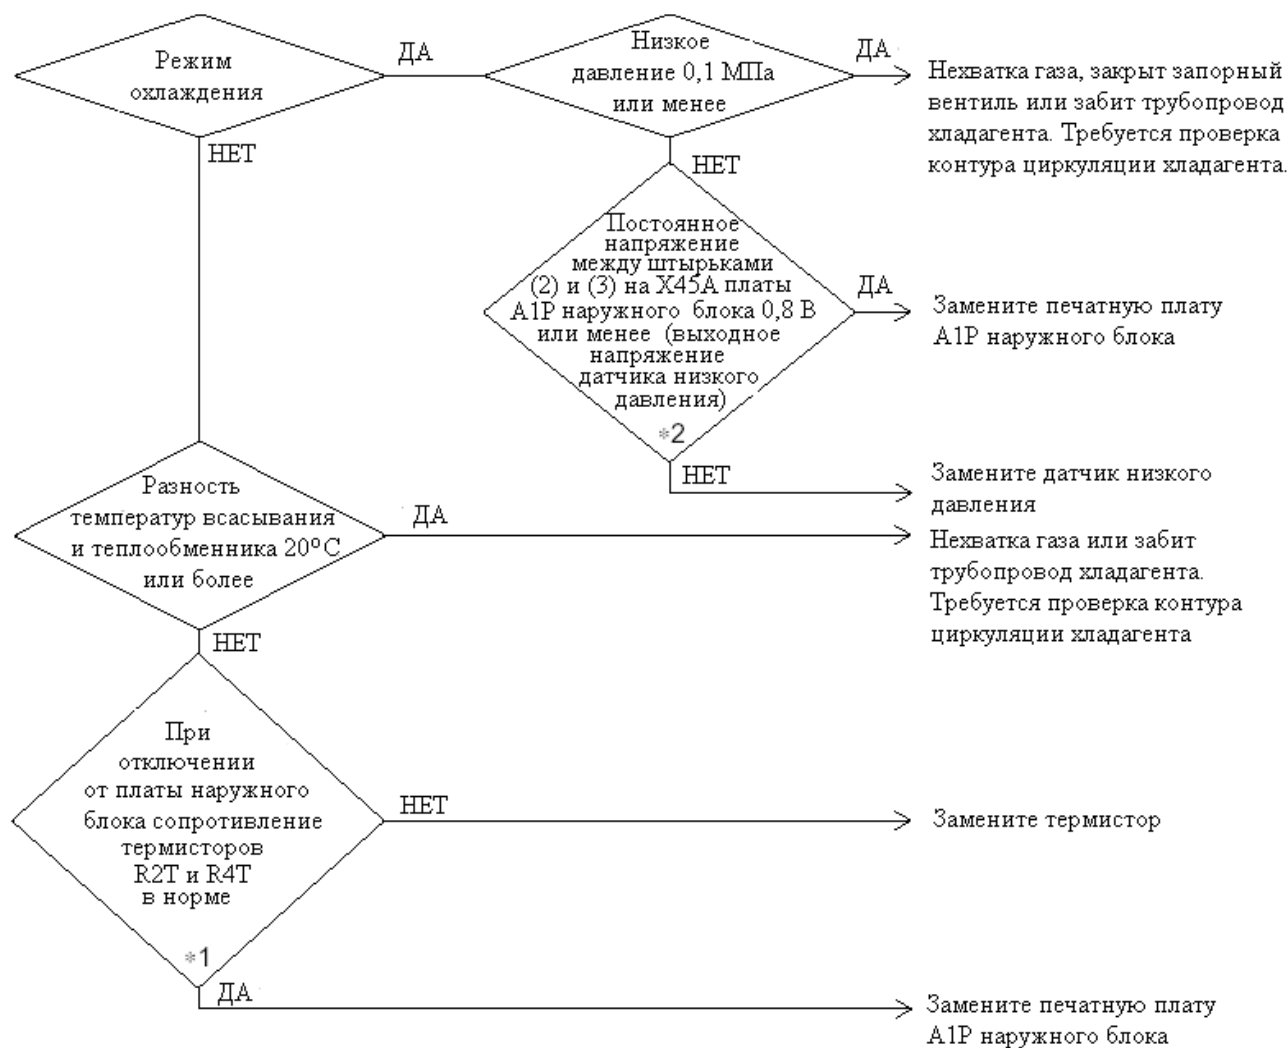 Режим
охлаждения
ДА
Низкое
давление 0,1 МПа
или менее
ДА
Нехватка газа, закрыт запорный
вентиль или забит трубопровод
хладагента. Требуется проверка
контура циркуляции хладагента.
НЕТ
НЕТ
Постоянное
напряжение
между штырьками
(2) и (3) на X45A платы
A1P наружного блока 0,8 В
или менее (выходное
напряжение
датчика низкого
давления)
*2
ДА
Замените печатную плату
A1P наружного блока
НЕТ
Замените датчик низкого
давления
Разность
температур всасывания
и теплообменника 20°C
или более
ДА
Нехватка газа или забит
трубопровод хладагента.
Требуется проверка контура
циркуляции хладагента
НЕТ
При
отключении
от платы наружного
блока сопротивление
термисторов
R2T и R4T
в норме
*1
НЕТ
Замените термистор
ДА
Замените печатную плату
A1P наружного блока